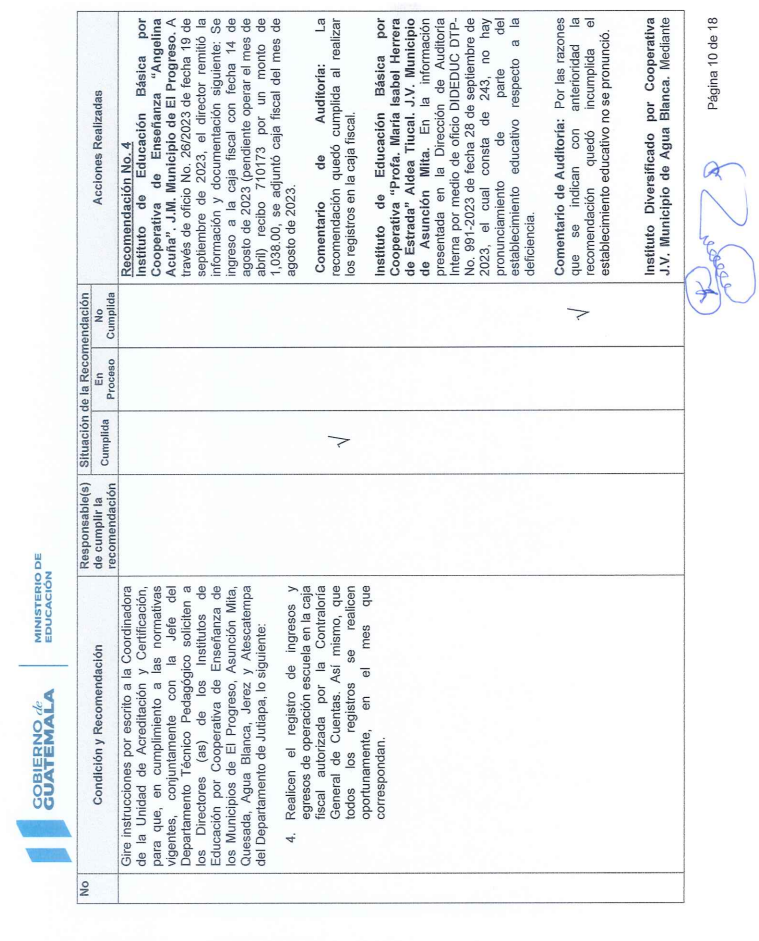 GOBIERNO de
GUATEMALA
MINISTERIO DE
EDUCACIÓN
No
Condición y Recomendación
Responsable(s)
de cumplir la
recomendación
Situación de la Recomendación
Cumplida
En
Proceso
No
Cumplida
Acciones Realizadas
Gire instrucciones por escrito a la Coordinadora
de la Unidad de Acreditación y Certificación,
para que, en cumplimiento a las normativas
vigentes, conjuntamente con la Jefe del
Departamento Técnico Pedagógico soliciten a
los Directores (as) de los Institutos de
Educación por Cooperativa de Enseñanza de
los Municipios de El Progreso, Asunción Mita,
Quesada, Agua Blanca, Jerez y Atescatempa
del Departamento de Jutiapa, lo siguiente:
4. Realicen el registro de ingresos y
egresos de operación escuela en la caja
fiscal autorizada por la Contraloría
General de Cuentas. Así mismo, que
todos los registros se realicen
oportunamente, en el mes que
correspondan.
√
√
Recomendación No. 4
Instituto de Educación Básica por
Cooperativa de Enseñanza "Angelina
Acuña". J.M. Municipio de El Progreso. A
través de oficio No. 26/2023 de fecha 19 de
septiembre de 2023, el director remitió la
información y documentación siguiente: Se
ingreso a la caja fiscal con fecha 14 de
agosto de 2023 (pendiente operar el mes de
abril) recibo 710173 por un monto de
1,038.00, se adjuntó caja fiscal del mes de
agosto de 2023.
Comentario de Auditoría: La
recomendación quedó cumplida al realizar
los registros en la caja fiscal.
Instituto de Educación Básica por
Cooperativa "Profa. María Isabel Herrera
de Estrada" Aldea Tiucal. J.V. Municipio
de Asunción Mita. En la información
presentada en la Dirección de Auditoría
Interna por medio de oficio DIDEDUC DTP-
No. 991-2023 de fecha 28 de septiembre de
2023, el cual consta de 243, no hay
pronunciamiento de parte del
establecimiento educativo respecto a la
deficiencia.
Comentario de Auditoría: Por las razones
que se indican con anterioridad la
recomendación quedó incumplida el
establecimiento educativo no se pronunció.
Instituto Diversificado por Cooperativa
J.V. Municipio de Agua Blanca. Mediante
Página 10 de 18